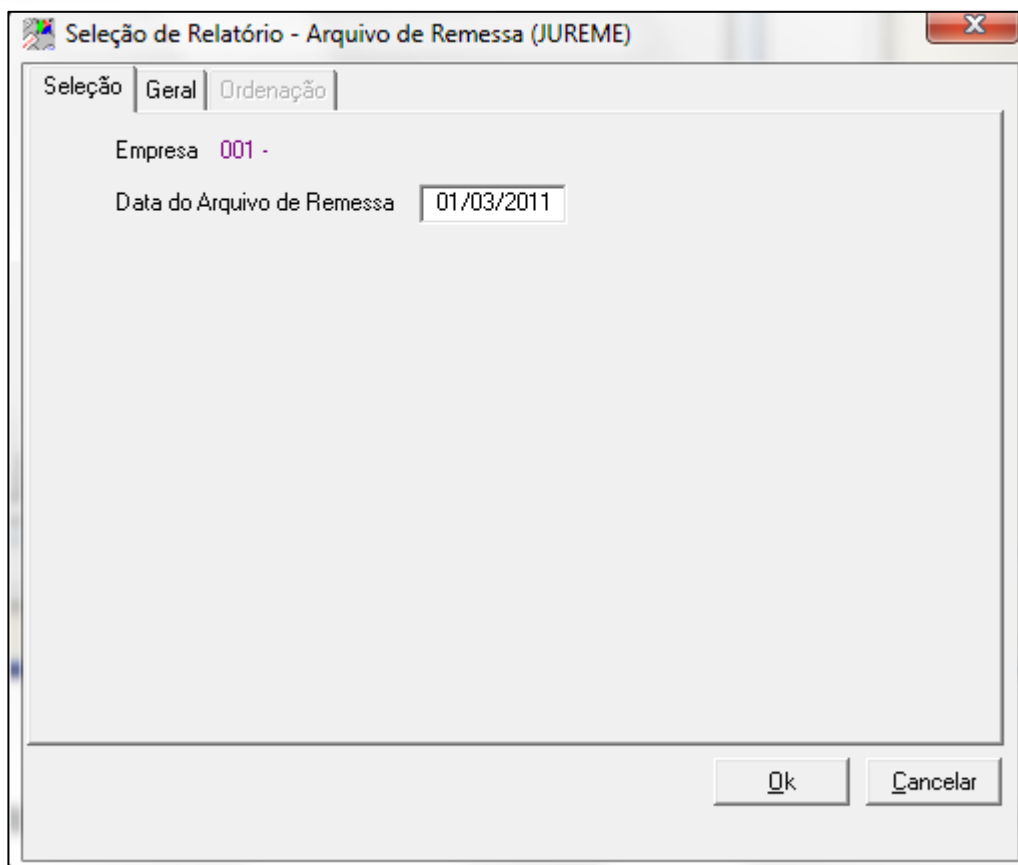 Seleção de Relatório - Arquivo de Remessa (JUREME)
Seleção Geral Ordenação
Empresa 001 -
Data do Arquivo de Remessa 01/03/2011
Ok Cancelar